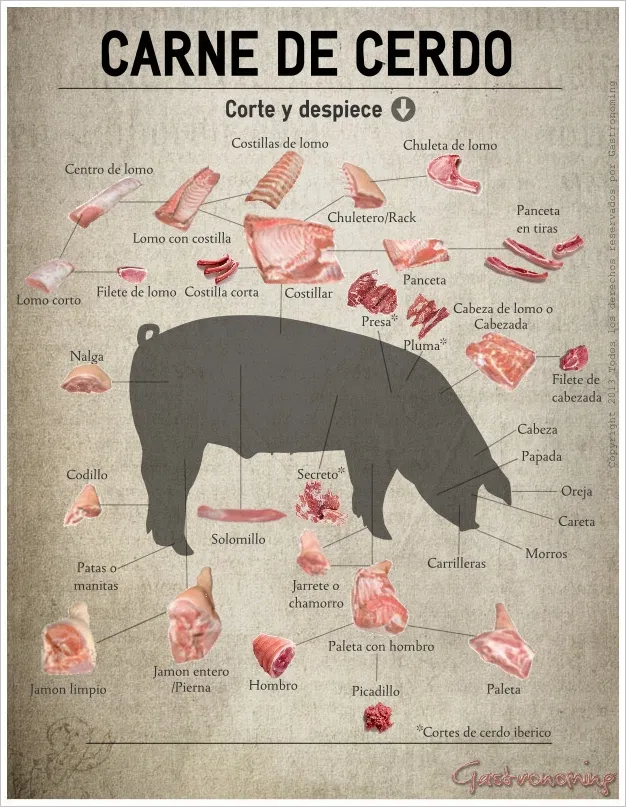 CARNE DE CERDO
Corte y despiece
Costillas de lomo
Chuleta de lomo
Centro de lomo
Chuletero/Rack
Panceta
en tiras
Lomo con costilla
Lomo corto
Filete de lomo
Costilla corta
Costillar
Panceta
Presa*
Pluma*
Cabeza de lomo o
Cabezada
Filete de
cabezada
Nalga
Cabeza
Papada
Codillo
Secreto*
Oreja
Careta
Solomillo
Morros
Carrilleras
Patas o
manitas
Jarrete o
chamorro
Paleta con hombro
Jamon entero
/Pierna
Jamon limpio
Hombro
Picadillo
Paleta
*Cortes de cerdo iberico
Gastronoming
Copyright 2013 Todos los derechos reservados por Gastronoming